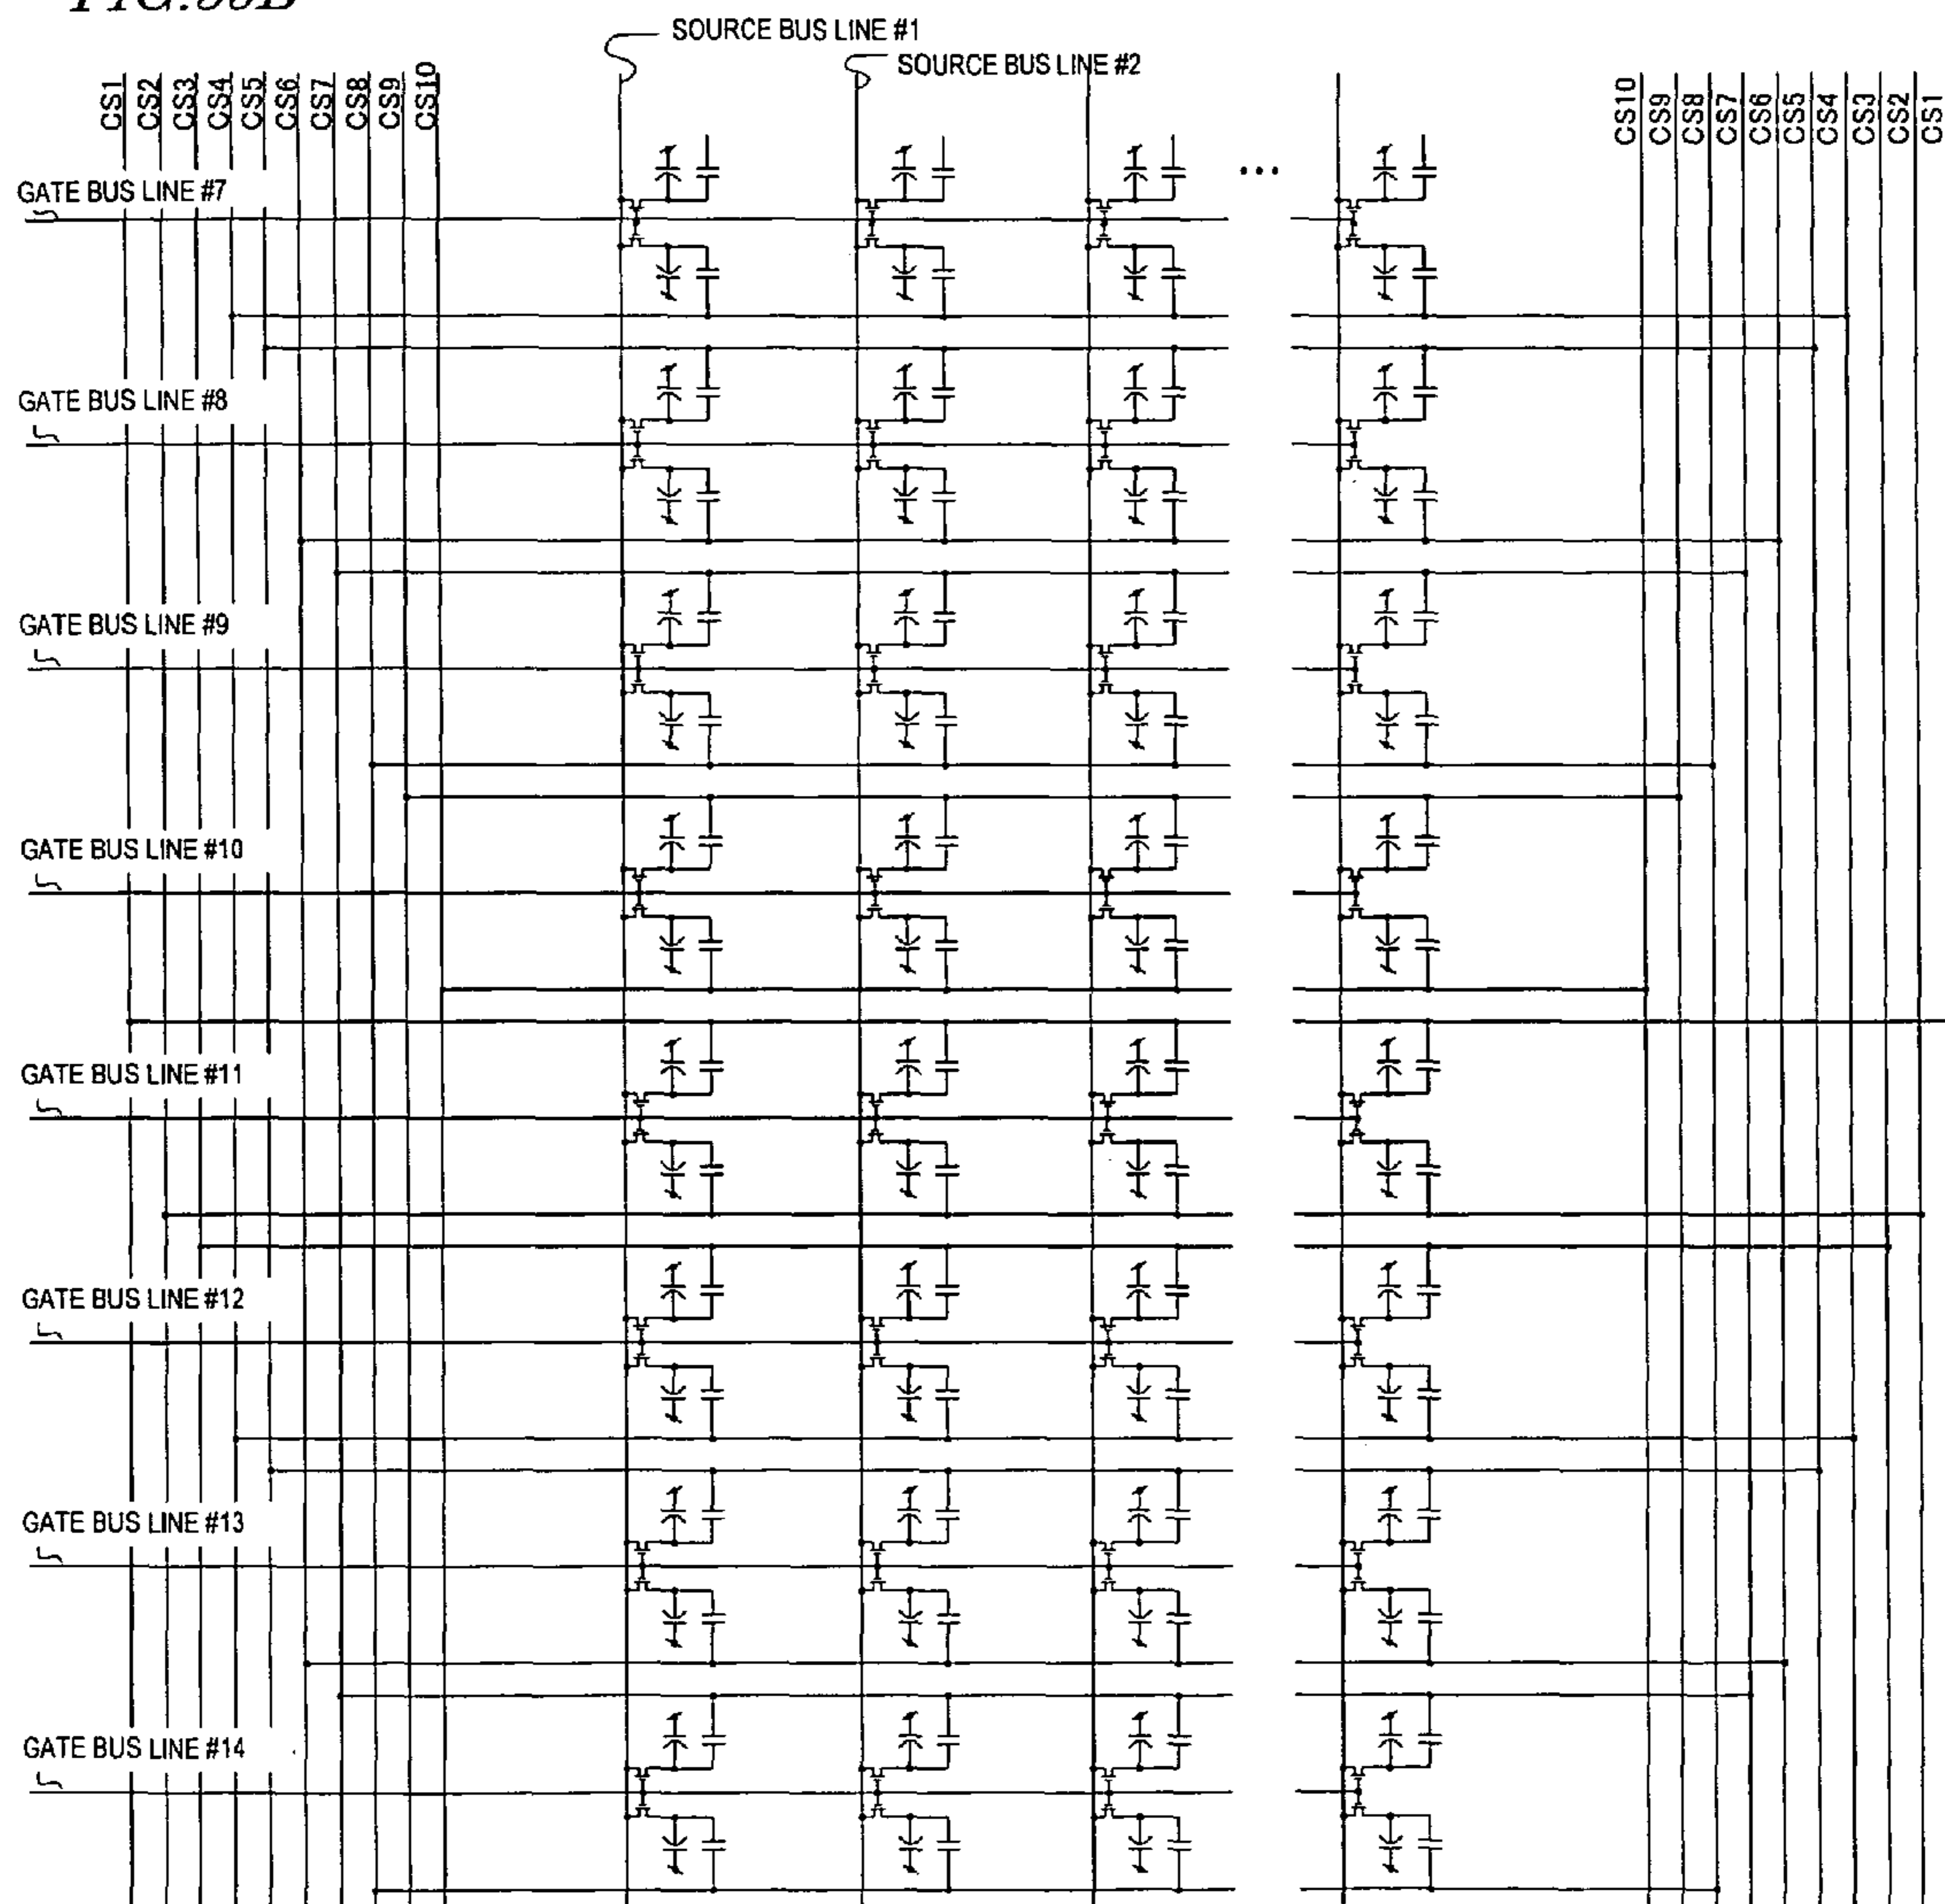 SOURCE BUS LINE #1
SOURCE BUS LINE #2
CS1
CS2
CS3
CS4
CS5
CS6
CS7
CS8
CS9
CS10
CS10
CS9
CS8
CS7
CS6
CS5
CS4
CS3
CS2
CS1
...
GATE BUS LINE #7
GATE BUS LINE #8
GATE BUS LINE #9
GATE BUS LINE #10
GATE BUS LINE #11
GATE BUS LINE #12
GATE BUS LINE #13
GATE BUS LINE #14